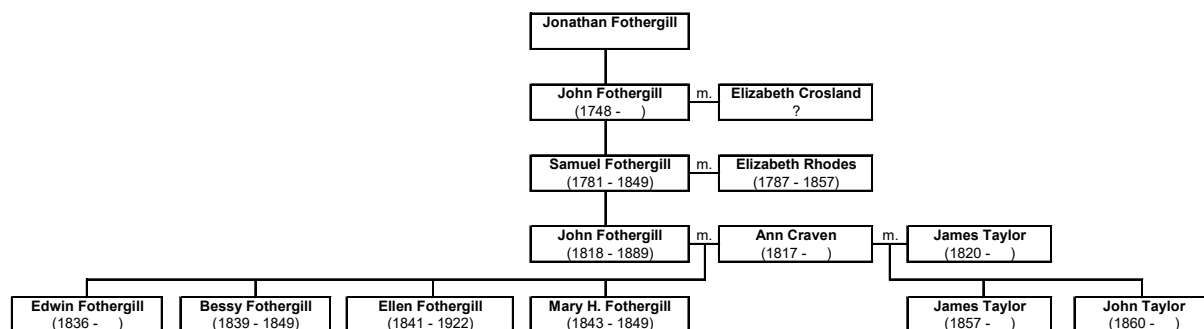 Jonathan Fothergill
John Fothergill m. Elizabeth Crosland
(1748 -    ) ?
Samuel Fothergill m. Elizabeth Rhodes
(1781 - 1849) (1787 - 1857)
John Fothergill m. Ann Craven m. James Taylor
(1818 - 1889) (1817 -    ) (1820 -    )
Edwin Fothergill Bessy Fothergill Ellen Fothergill Mary H. Fothergill James Taylor John Taylor
(1836 -    ) (1839 - 1849) (1841 - 1922) (1843 - 1849) (1857 -    ) (1860 -    )